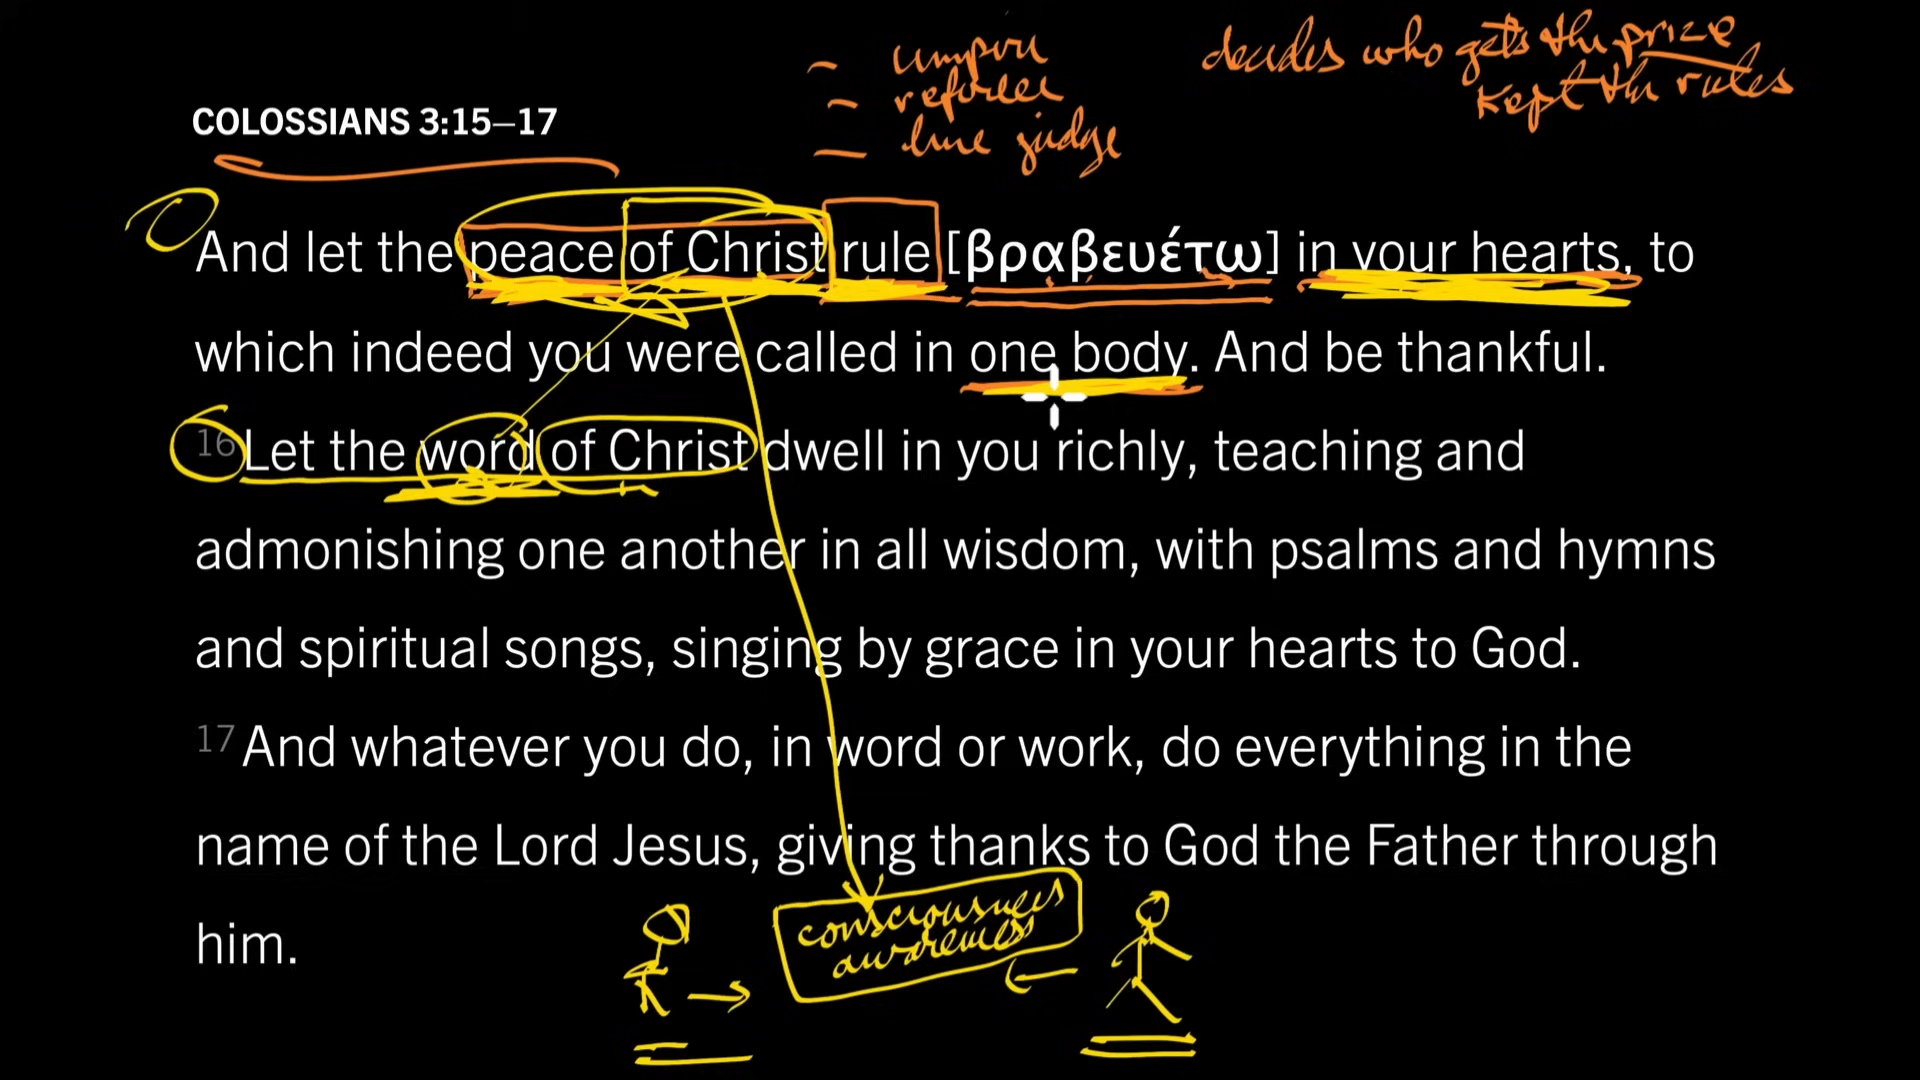 - umpire
- referee
- line judge
decides who gets the prize
kept the rules
COLOSSIANS 3:15–17
And let the peace of Christ rule [βραβευέτω] in your hearts, to
which indeed you were called in one body. And be thankful.
16 Let the word of Christ dwell in you richly, teaching and
admonishing one another in all wisdom, with psalms and hymns
and spiritual songs, singing by grace in your hearts to God.
17 And whatever you do, in word or work, do everything in the
name of the Lord Jesus, giving thanks to God the Father through
him.
consciousness
awareness